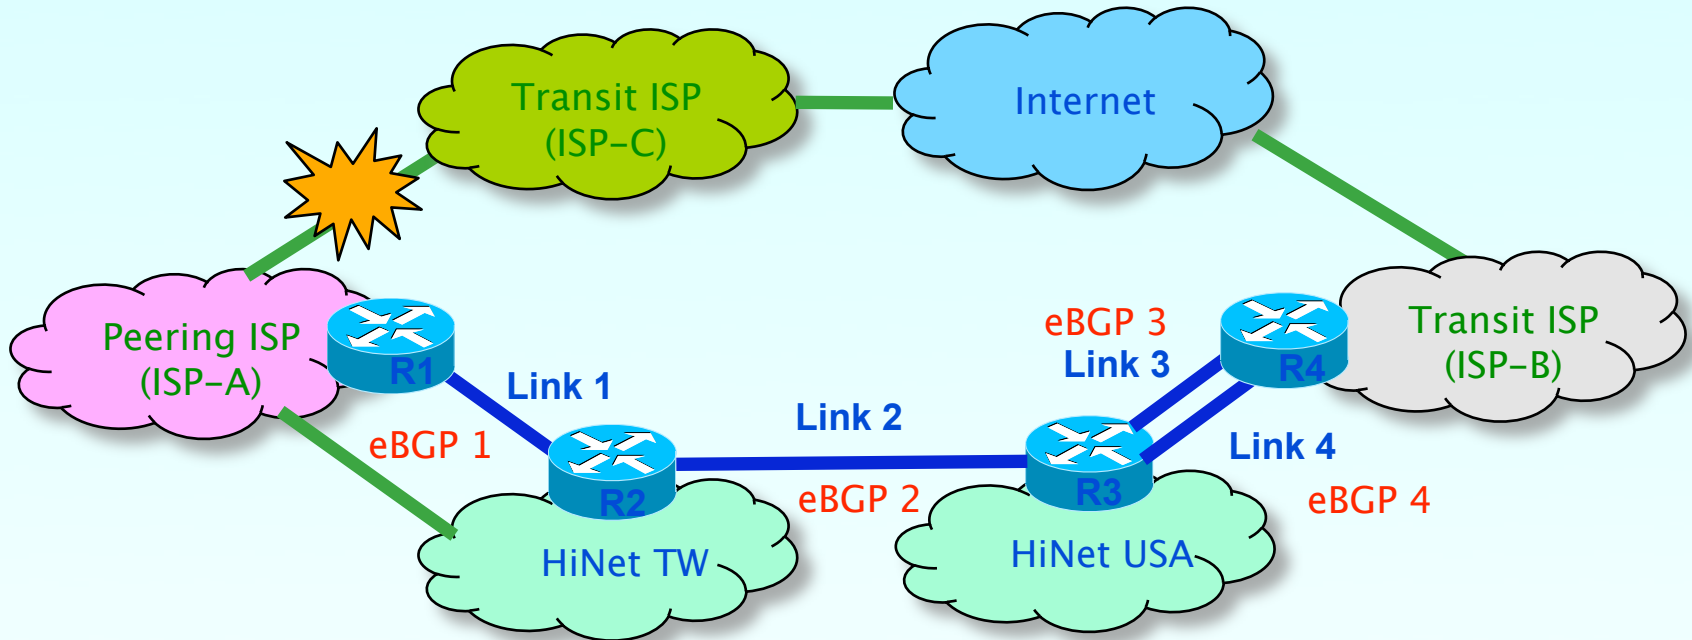 Transit ISP
(ISP-C)
Internet
Peering ISP
(ISP-A)
R1
Link 1
eBGP 1
R2
HiNet TW
Link 2
eBGP 2
R3
HiNet USA
eBGP 3
Link 3
R4
Link 4
eBGP 4
Transit ISP
(ISP-B)